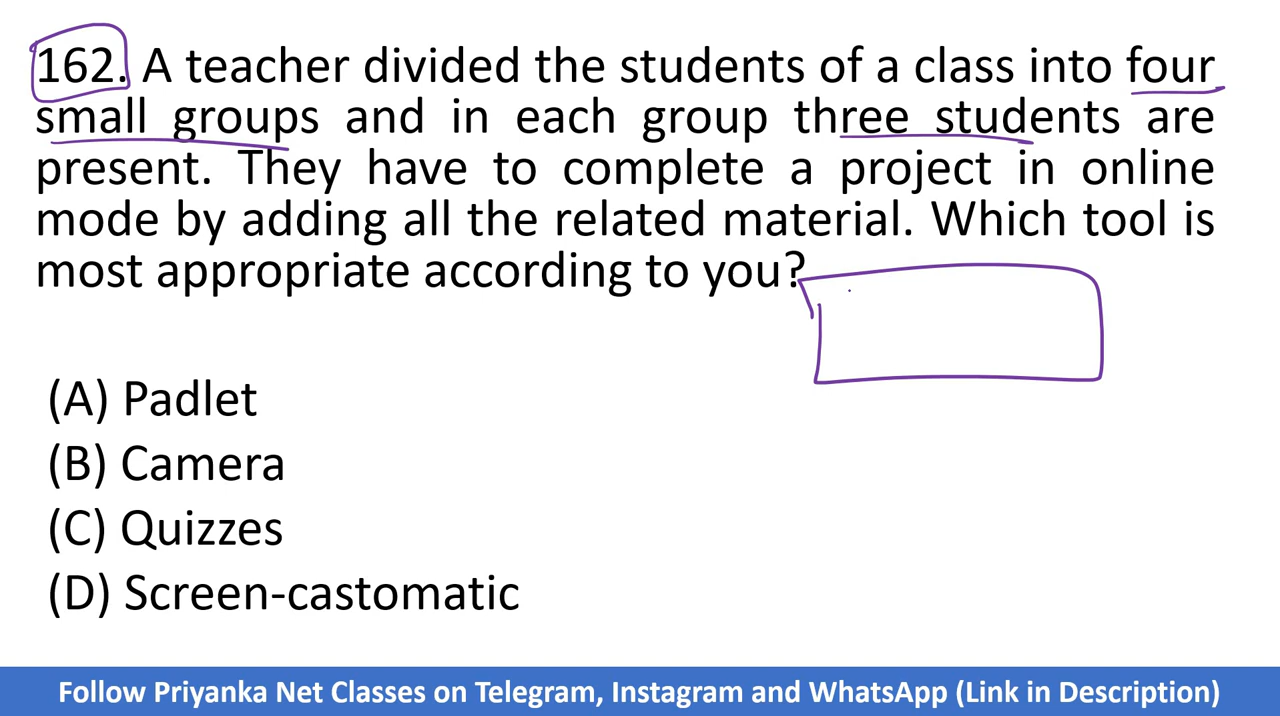 162. A teacher divided the students of a class into four
small groups and in each group three students are
present. They have to complete a project in online
mode by adding all the related material. Which tool is
most appropriate according to you?
(A) Padlet
(B) Camera
(C) Quizzes
(D) Screen-castomatic
Follow Priyanka Net Classes on Telegram, Instagram and WhatsApp (Link in Description)